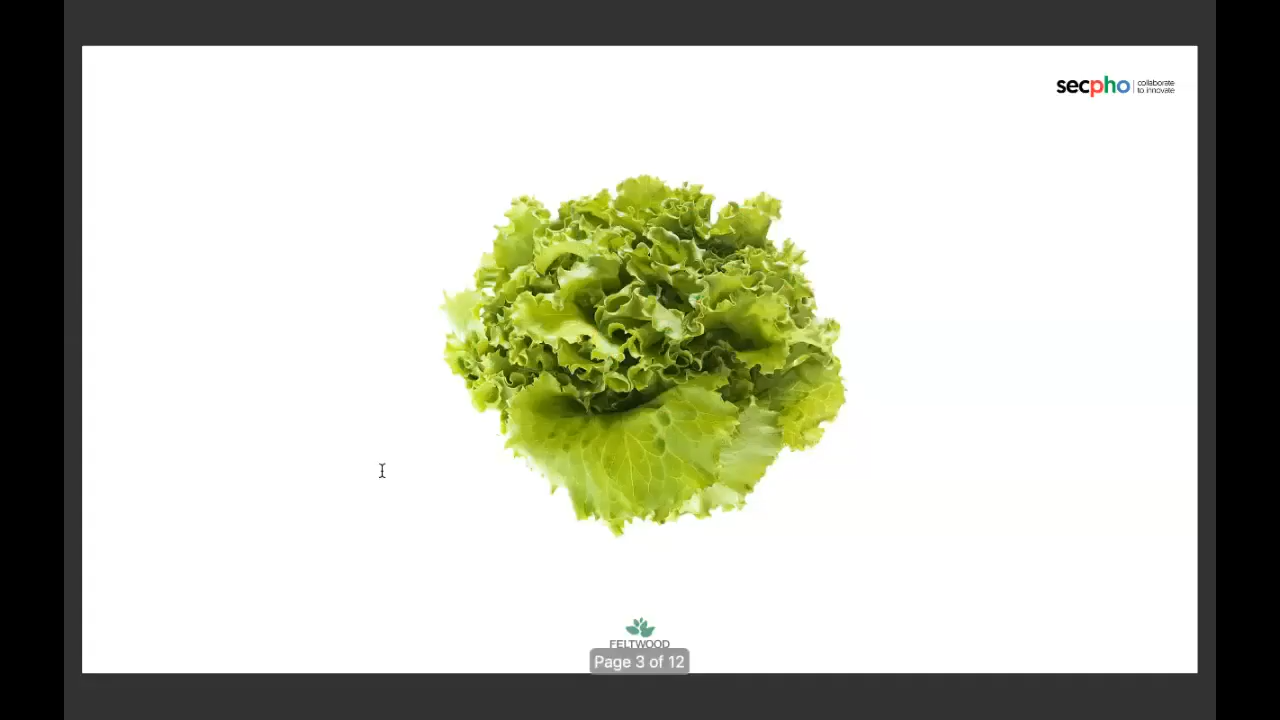 secpho
collaborate
to innovate
FELTWOOD
Page 3 of 12